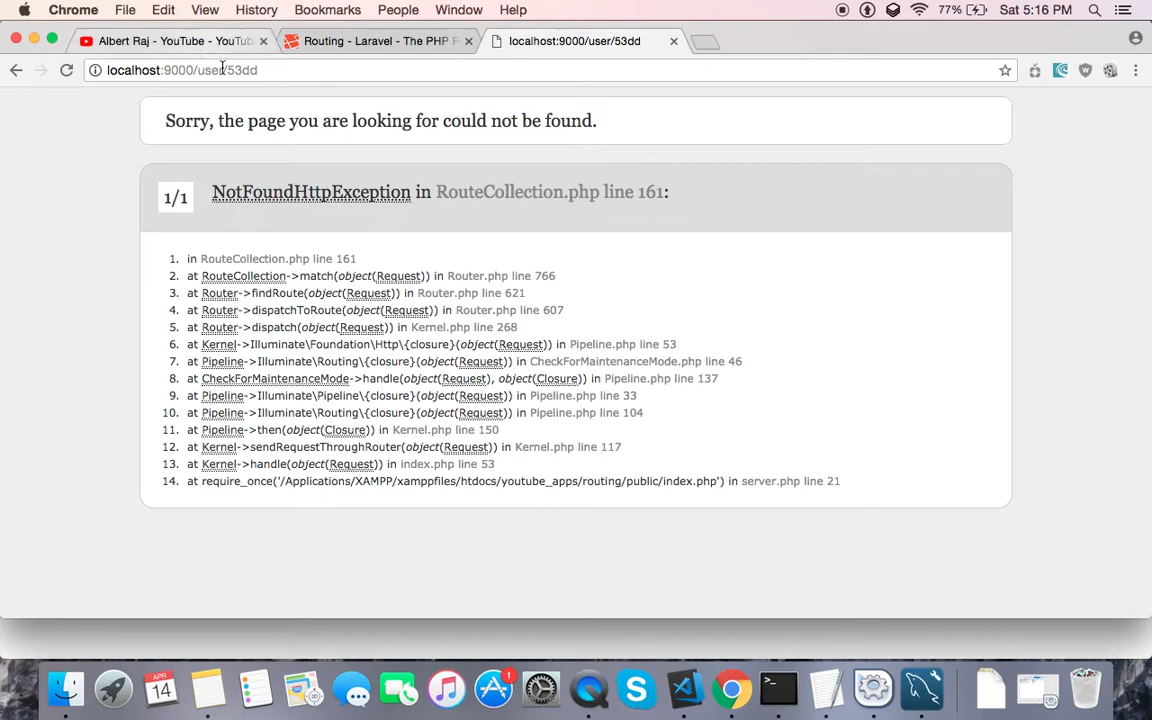 Chrome File Edit View History Bookmarks People Window Help 77% Sat 5:16 PM
Albert Raj - YouTube - YouTub Routing - Laravel - The PHP F localhost:9000/user/53dd
localhost:9000/user/53dd
Sorry, the page you are looking for could not be found.
1/1 NotFoundHttpException in RouteCollection.php line 161:
1. in RouteCollection.php line 161
2. at RouteCollection->match(object(Request)) in Router.php line 766
3. at Router->findRoute(object(Request)) in Router.php line 621
4. at Router->dispatchToRoute(object(Request)) in Router.php line 607
5. at Router->dispatch(object(Request)) in Kernel.php line 268
6. at Kernel->Illuminate\Foundation\Http\{closure}(object(Request)) in Pipeline.php line 53
7. at Pipeline->Illuminate\Routing\{closure}(object(Request)) in CheckForMaintenanceMode.php line 46
8. at CheckForMaintenanceMode->handle(object(Request), object(Closure)) in Pipeline.php line 137
9. at Pipeline->Illuminate\Pipeline\{closure}(object(Request)) in Pipeline.php line 33
10. at Pipeline->Illuminate\Routing\{closure}(object(Request)) in Pipeline.php line 104
11. at Pipeline->then(object(Closure)) in Kernel.php line 150
12. at Kernel->sendRequestThroughRouter(object(Request)) in Kernel.php line 117
13. at Kernel->handle(object(Request)) in index.php line 53
14. at require_once('/Applications/XAMPP/xamppfiles/htdocs/youtube_apps/routing/public/index.php') in server.php line 21
APR
14
1